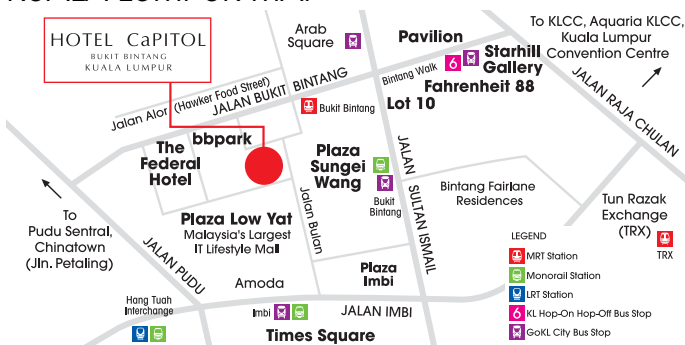 HOTEL CaPITOL
BUKIT BINTANG
KUALA LUMPUR
Arab
Square
Pavilion
To KLCC, Aquaria KLCC,
Kuala Lumpur
Convention Centre
6
Starhill
Gallery
Bintang Walk
Fahrenheit 88
Jalan Alor (Hawker Food Street)
JALAN BUKIT BINTANG
Bukit Bintang
Lot 10
JALAN RAJA CHULAN
The
Federal
Hotel
bbpark
Plaza
Sungei
Wang
Bukit
Bintang
JALAN SULTAN ISMAIL
Bintang Fairlane
Residences
Tun Razak
Exchange
(TRX)
TRX
To
Pudu Sentral,
Chinatown
(Jln. Petaling)
Plaza Low Yat
Malaysia's Largest
IT Lifestyle Mall
Jalan Bulan
JALAN PUDU
Plaza
Imbi
Amoda
Hang Tuah
Interchange
Imbi
JALAN IMBI
Times Square
LEGEND
MRT Station
Monorail Station
LRT Station
6 KL Hop-On Hop-Off Bus Stop
GoKL City Bus Stop